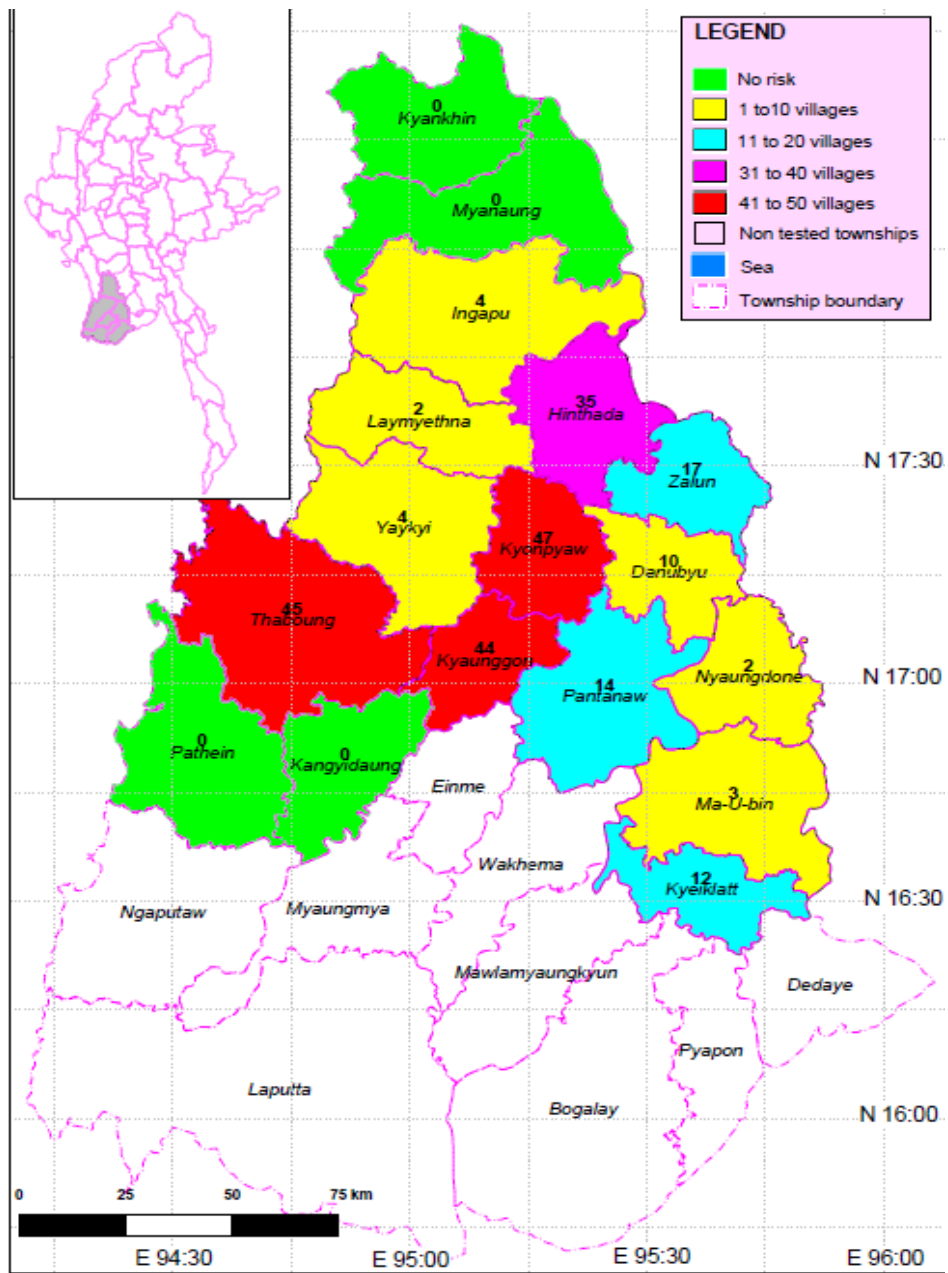 LEGEND
No risk
1 to10 villages
11 to 20 villages
31 to 40 villages
41 to 50 villages
Non tested townships
Sea
Township boundary
0
Kyankhin
0
Myanaung
4
Ingapu
35
Hinthada
2
Laymyethna
N 17:30
17
Zalun
4
Yaykyi
47
Kyonpyaw
10
Danubyu
45
Thaboung
44
Kyaunggon
2
Nyaungdone
N 17:00
14
Pantanaw
0
Pathein
0
Kangyidaung
Einme
3
Ma-U-bin
Wakhema
12
Kyeiklatt
N 16:30
Ngaputaw
Myaungmya
Mawlamyaungkyun
Dedaye
Pyapon
Laputta
Bogalay
N 16:00
0 25 50 75 km
E 94:30 E 95:00 E 95:30 E 96:00